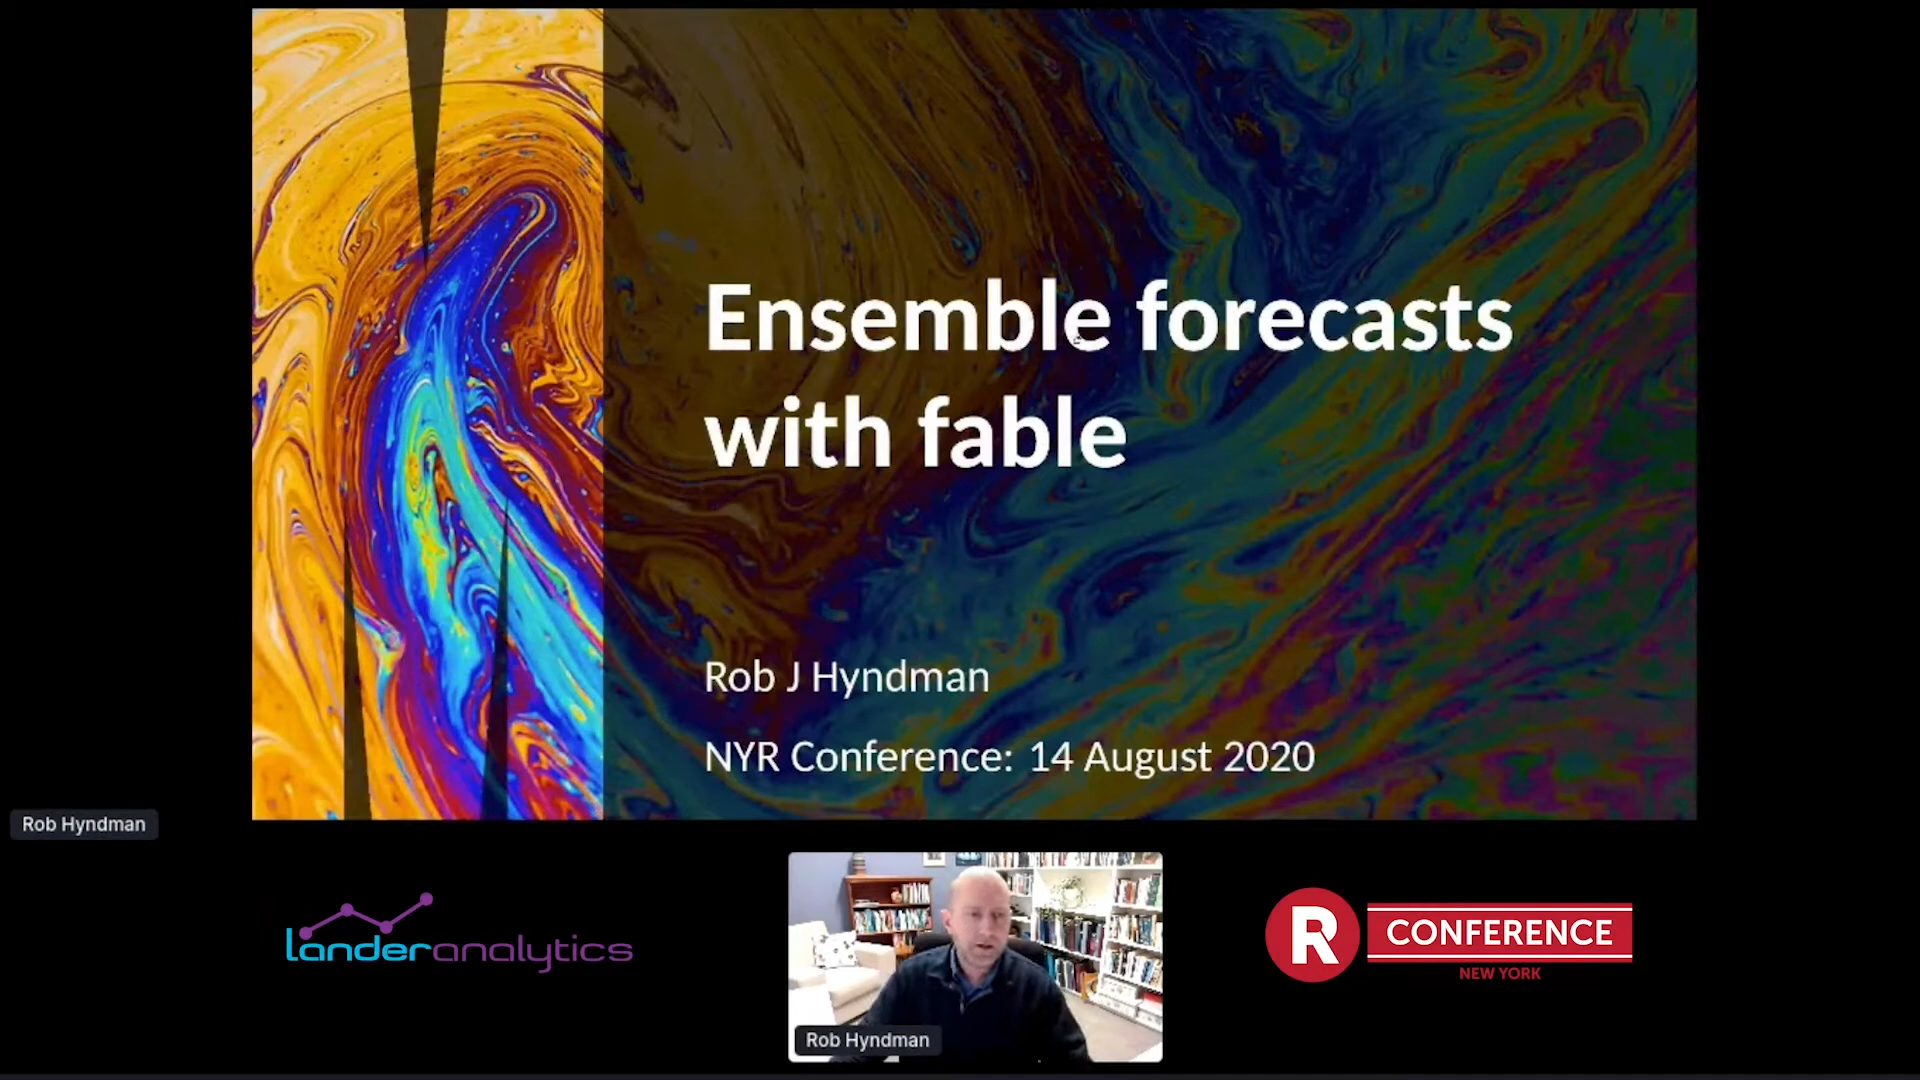 Ensemble forecasts
with fable
Rob J Hyndman
NYR Conference: 14 August 2020
Rob Hyndman
landeranalytics
Rob Hyndman
R CONFERENCE
NEW YORK